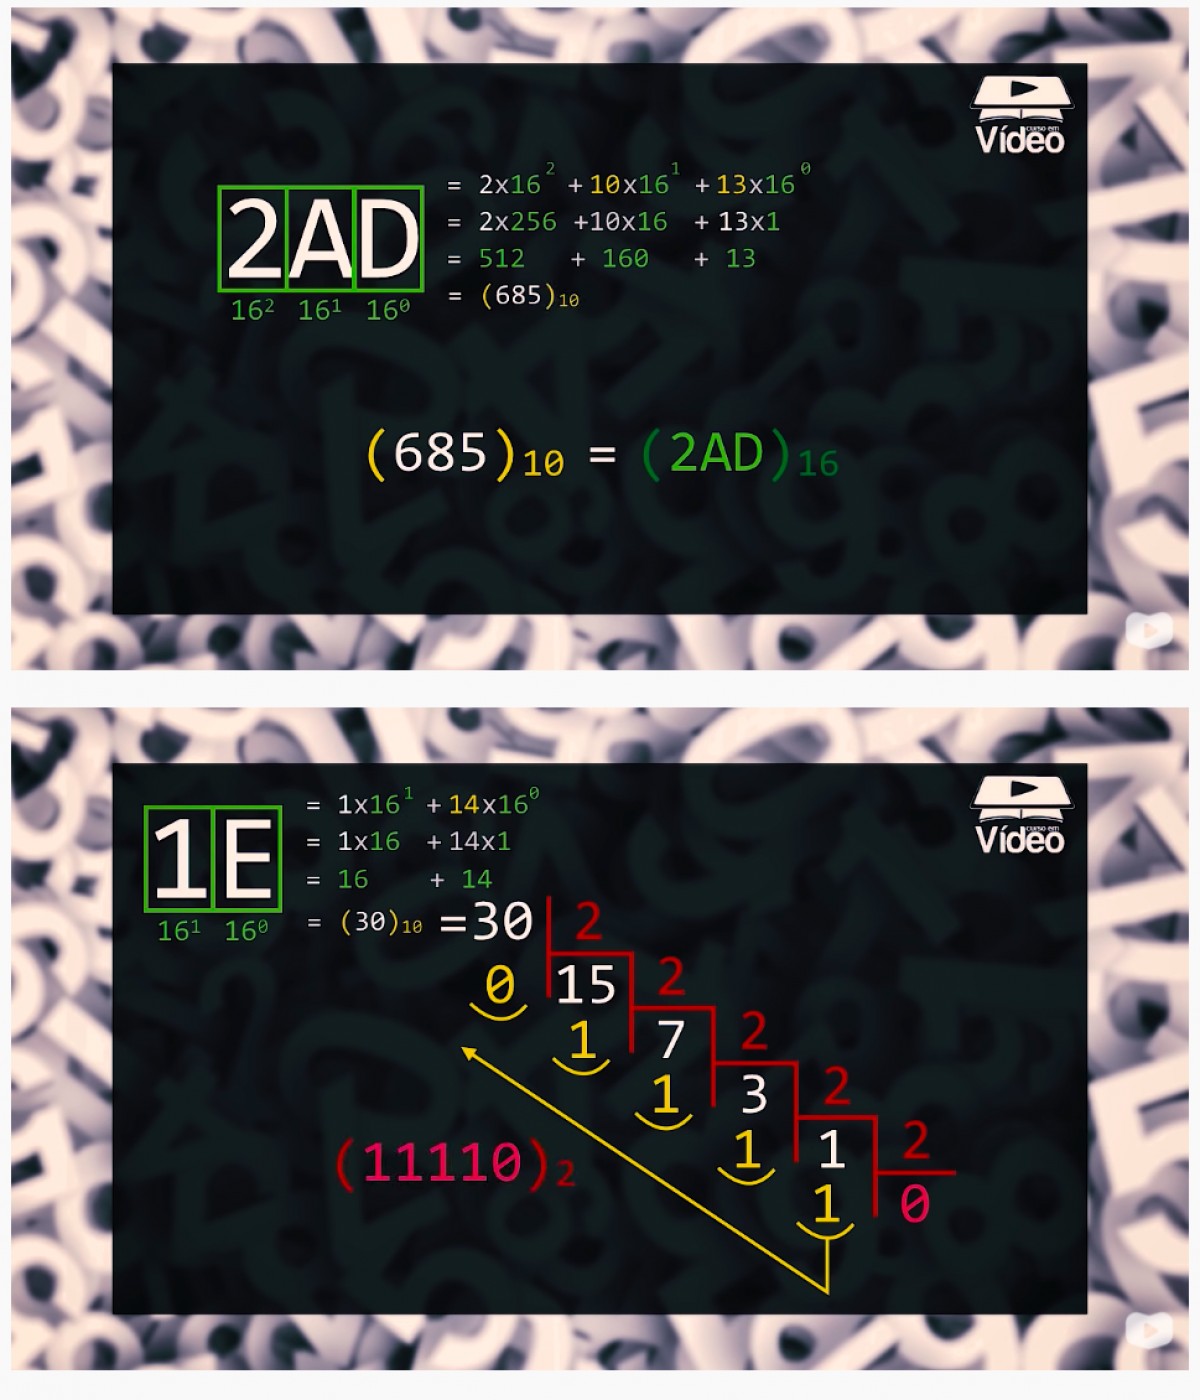 curso em
Vídeo
2AD
16² 16¹ 16⁰
= 2x16² + 10x16¹ + 13x16⁰
= 2x256 +10x16 + 13x1
= 512 + 160 + 13
= (685)₁₀
(685)₁₀ = (2AD)₁₆
curso em
Vídeo
1E
16¹ 16⁰
= 1x16¹ + 14x16⁰
= 1x16 + 14x1
= 16 + 14
= (30)₁₀ =30 2
0 15 2
1 7 2
1 3 2
1 1 2
1 0
(11110)₂